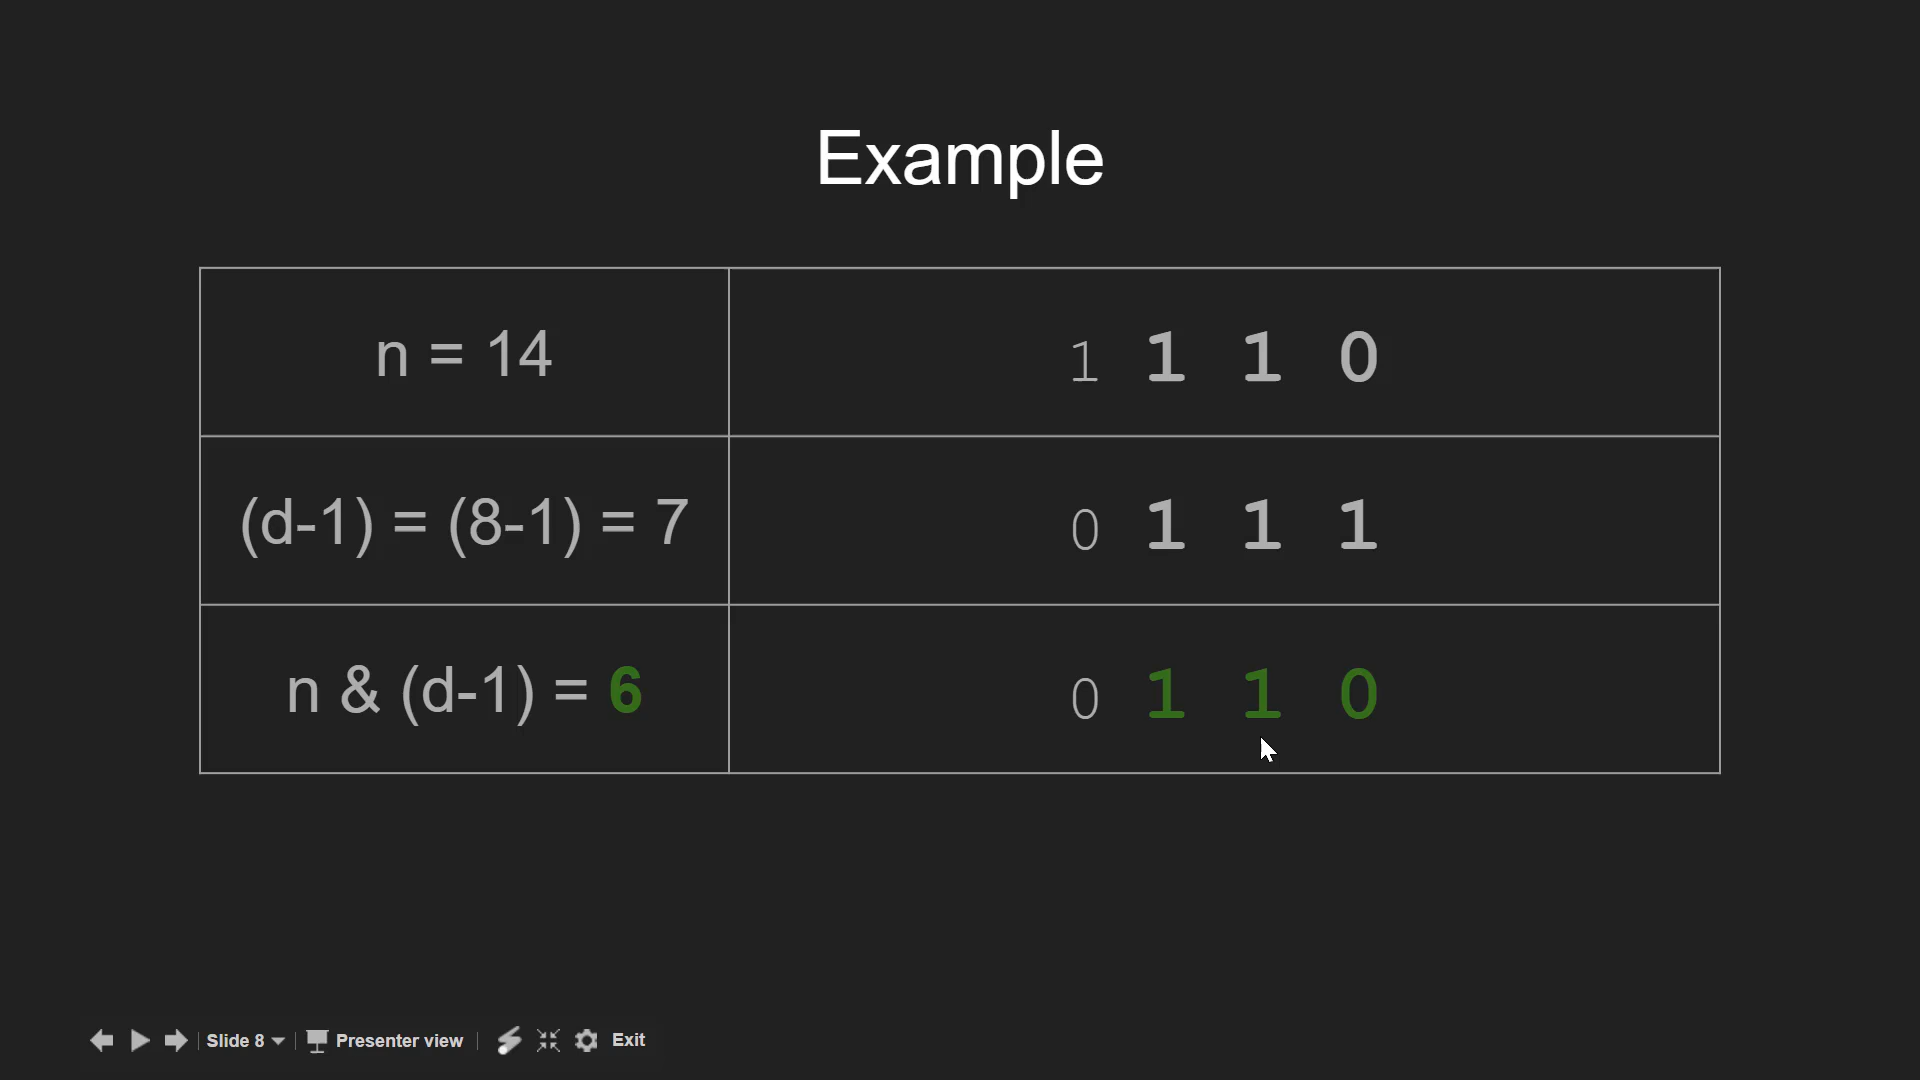 Example
n = 14
1 1 1 0
(d-1) = (8-1) = 7
0 1 1 1
n & (d-1) = 6
0 1 1 0
Slide 8
Presenter view
Exit